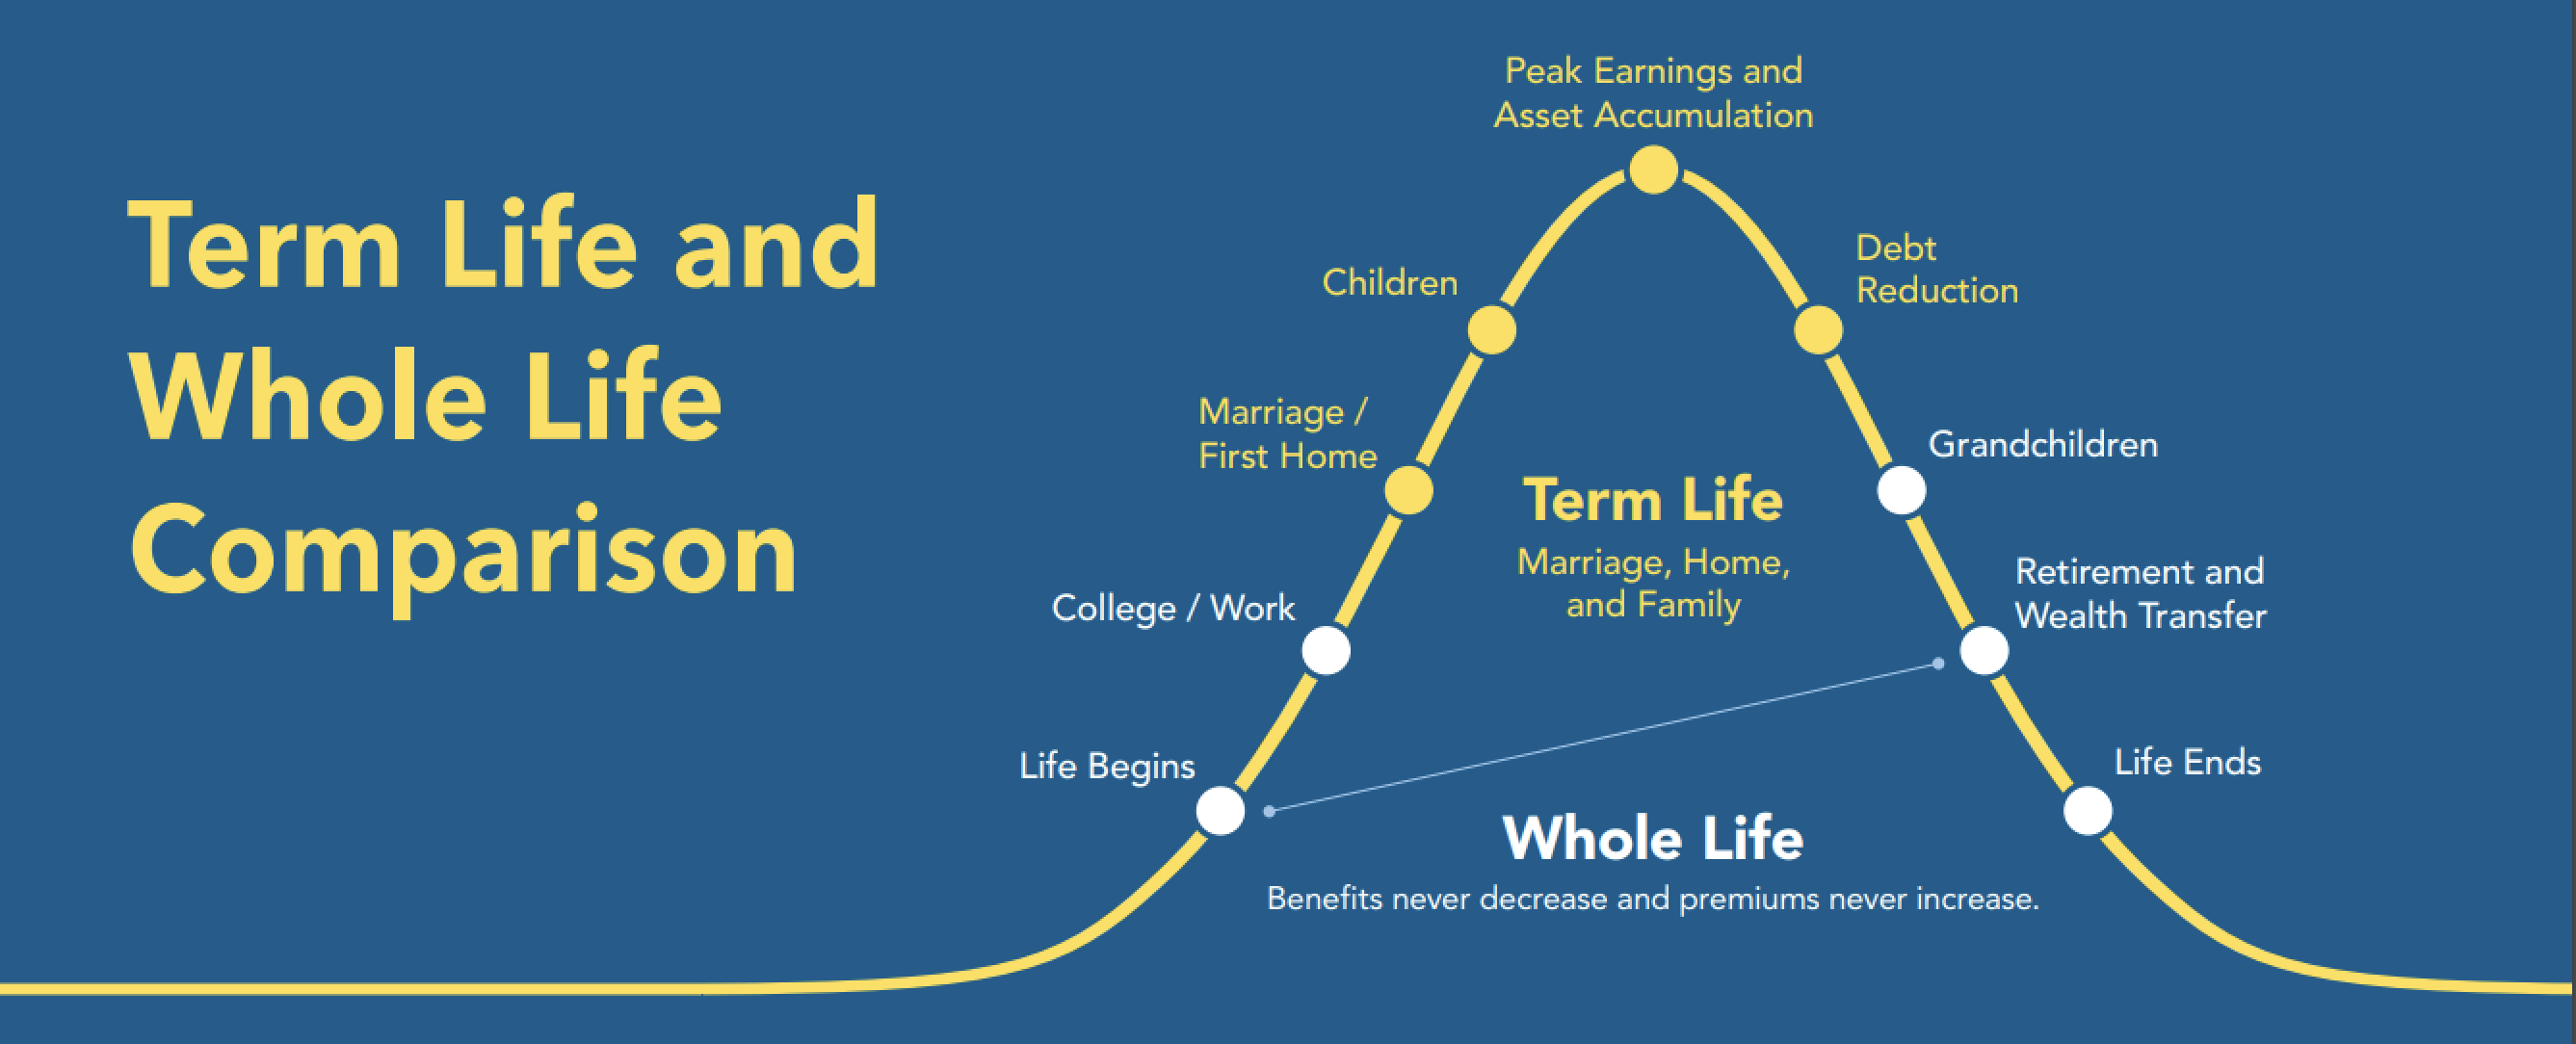 Term Life and
Whole Life
Comparison
Peak Earnings and
Asset Accumulation
Children
Debt
Reduction
Marriage /
First Home
Grandchildren
Term Life
Marriage, Home,
and Family
College / Work
Retirement and
Wealth Transfer
Life Begins
Life Ends
Whole Life
Benefits never decrease and premiums never increase.